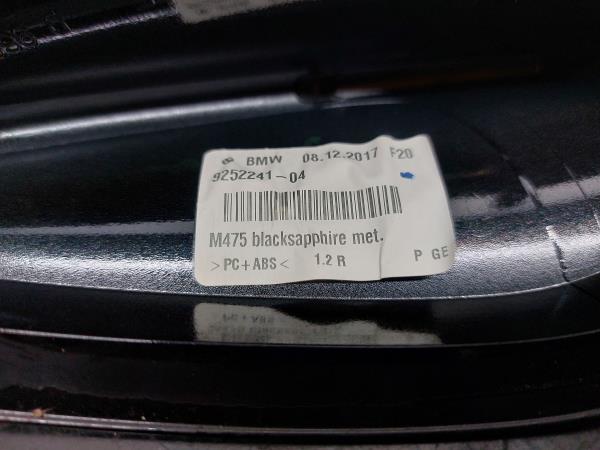 BMW 08.12.2017 F20
9252241-04
M475 blacksapphire met.
>PC+ABS< 1.2 R P GE